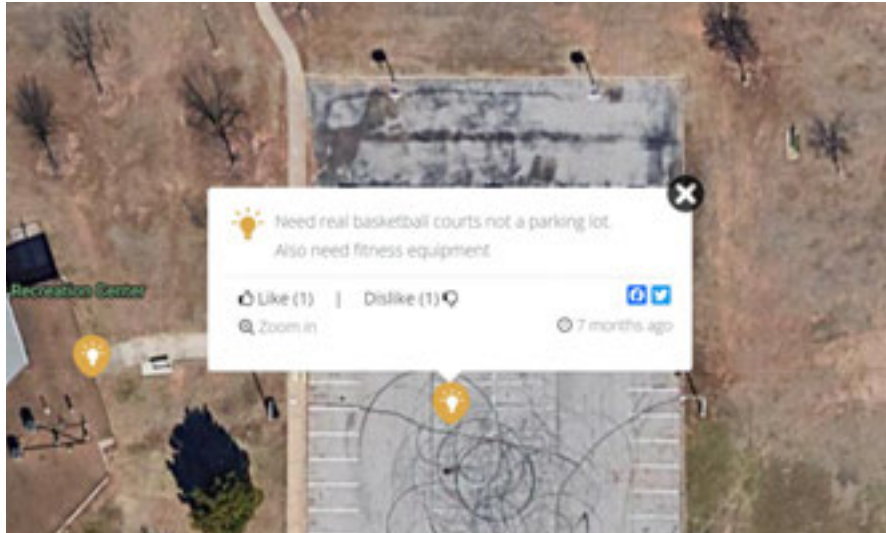 Need real basketball courts not a parking lot.
Also need fitness equipment
Recreation Center
Like (1) | Dislike (1)
Zoom in
7 months ago